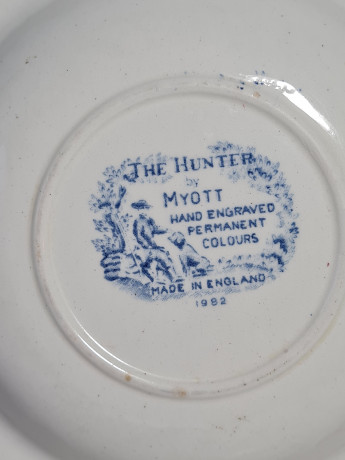 THE HUNTER
by
MYOTT
HAND ENGRAVED
PERMANENT
COLOURS
MADE IN ENGLAND
1982